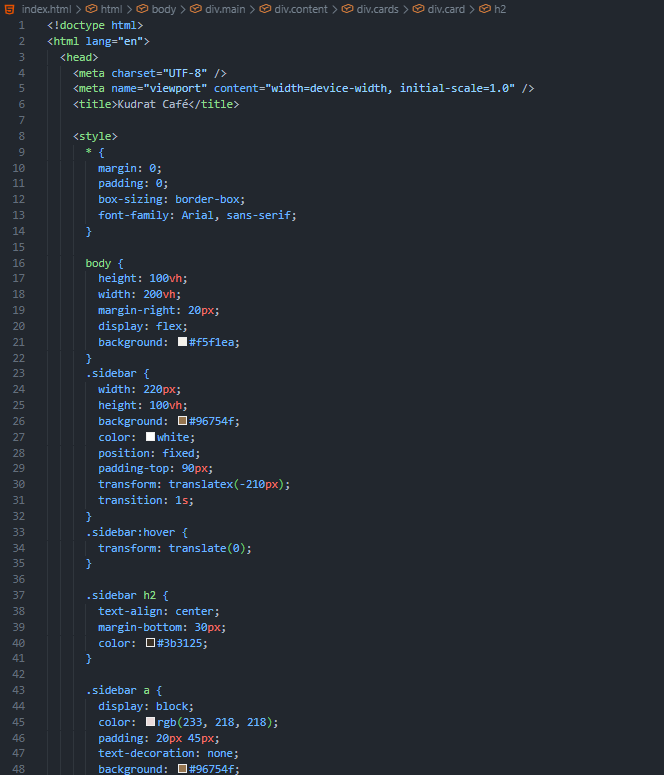 index.html > html > body > div.main > div.content > div.cards > div.card > h2
1 <!doctype html>
2 <html lang="en">
3 <head>
4 <meta charset="UTF-8" />
5 <meta name="viewport" content="width=device-width, initial-scale=1.0" />
6 <title>Kudrat Café</title>
7
8 <style>
9 * {
10 margin: 0;
11 padding: 0;
12 box-sizing: border-box;
13 font-family: Arial, sans-serif;
14 }
15
16 body {
17 height: 100vh;
18 width: 200vh;
19 margin-right: 20px;
20 display: flex;
21 background: #f5f1ea;
22 }
23 .sidebar {
24 width: 220px;
25 height: 100vh;
26 background: #96754f;
27 color: white;
28 position: fixed;
29 padding-top: 90px;
30 transform: translatex(-210px);
31 transition: 1s;
32 }
33 .sidebar:hover {
34 transform: translate(0);
35 }
36
37 .sidebar h2 {
38 text-align: center;
39 margin-bottom: 30px;
40 color: #3b3125;
41 }
42
43 .sidebar a {
44 display: block;
45 color: rgb(233, 218, 218);
46 padding: 20px 45px;
47 text-decoration: none;
48 background: #96754f;